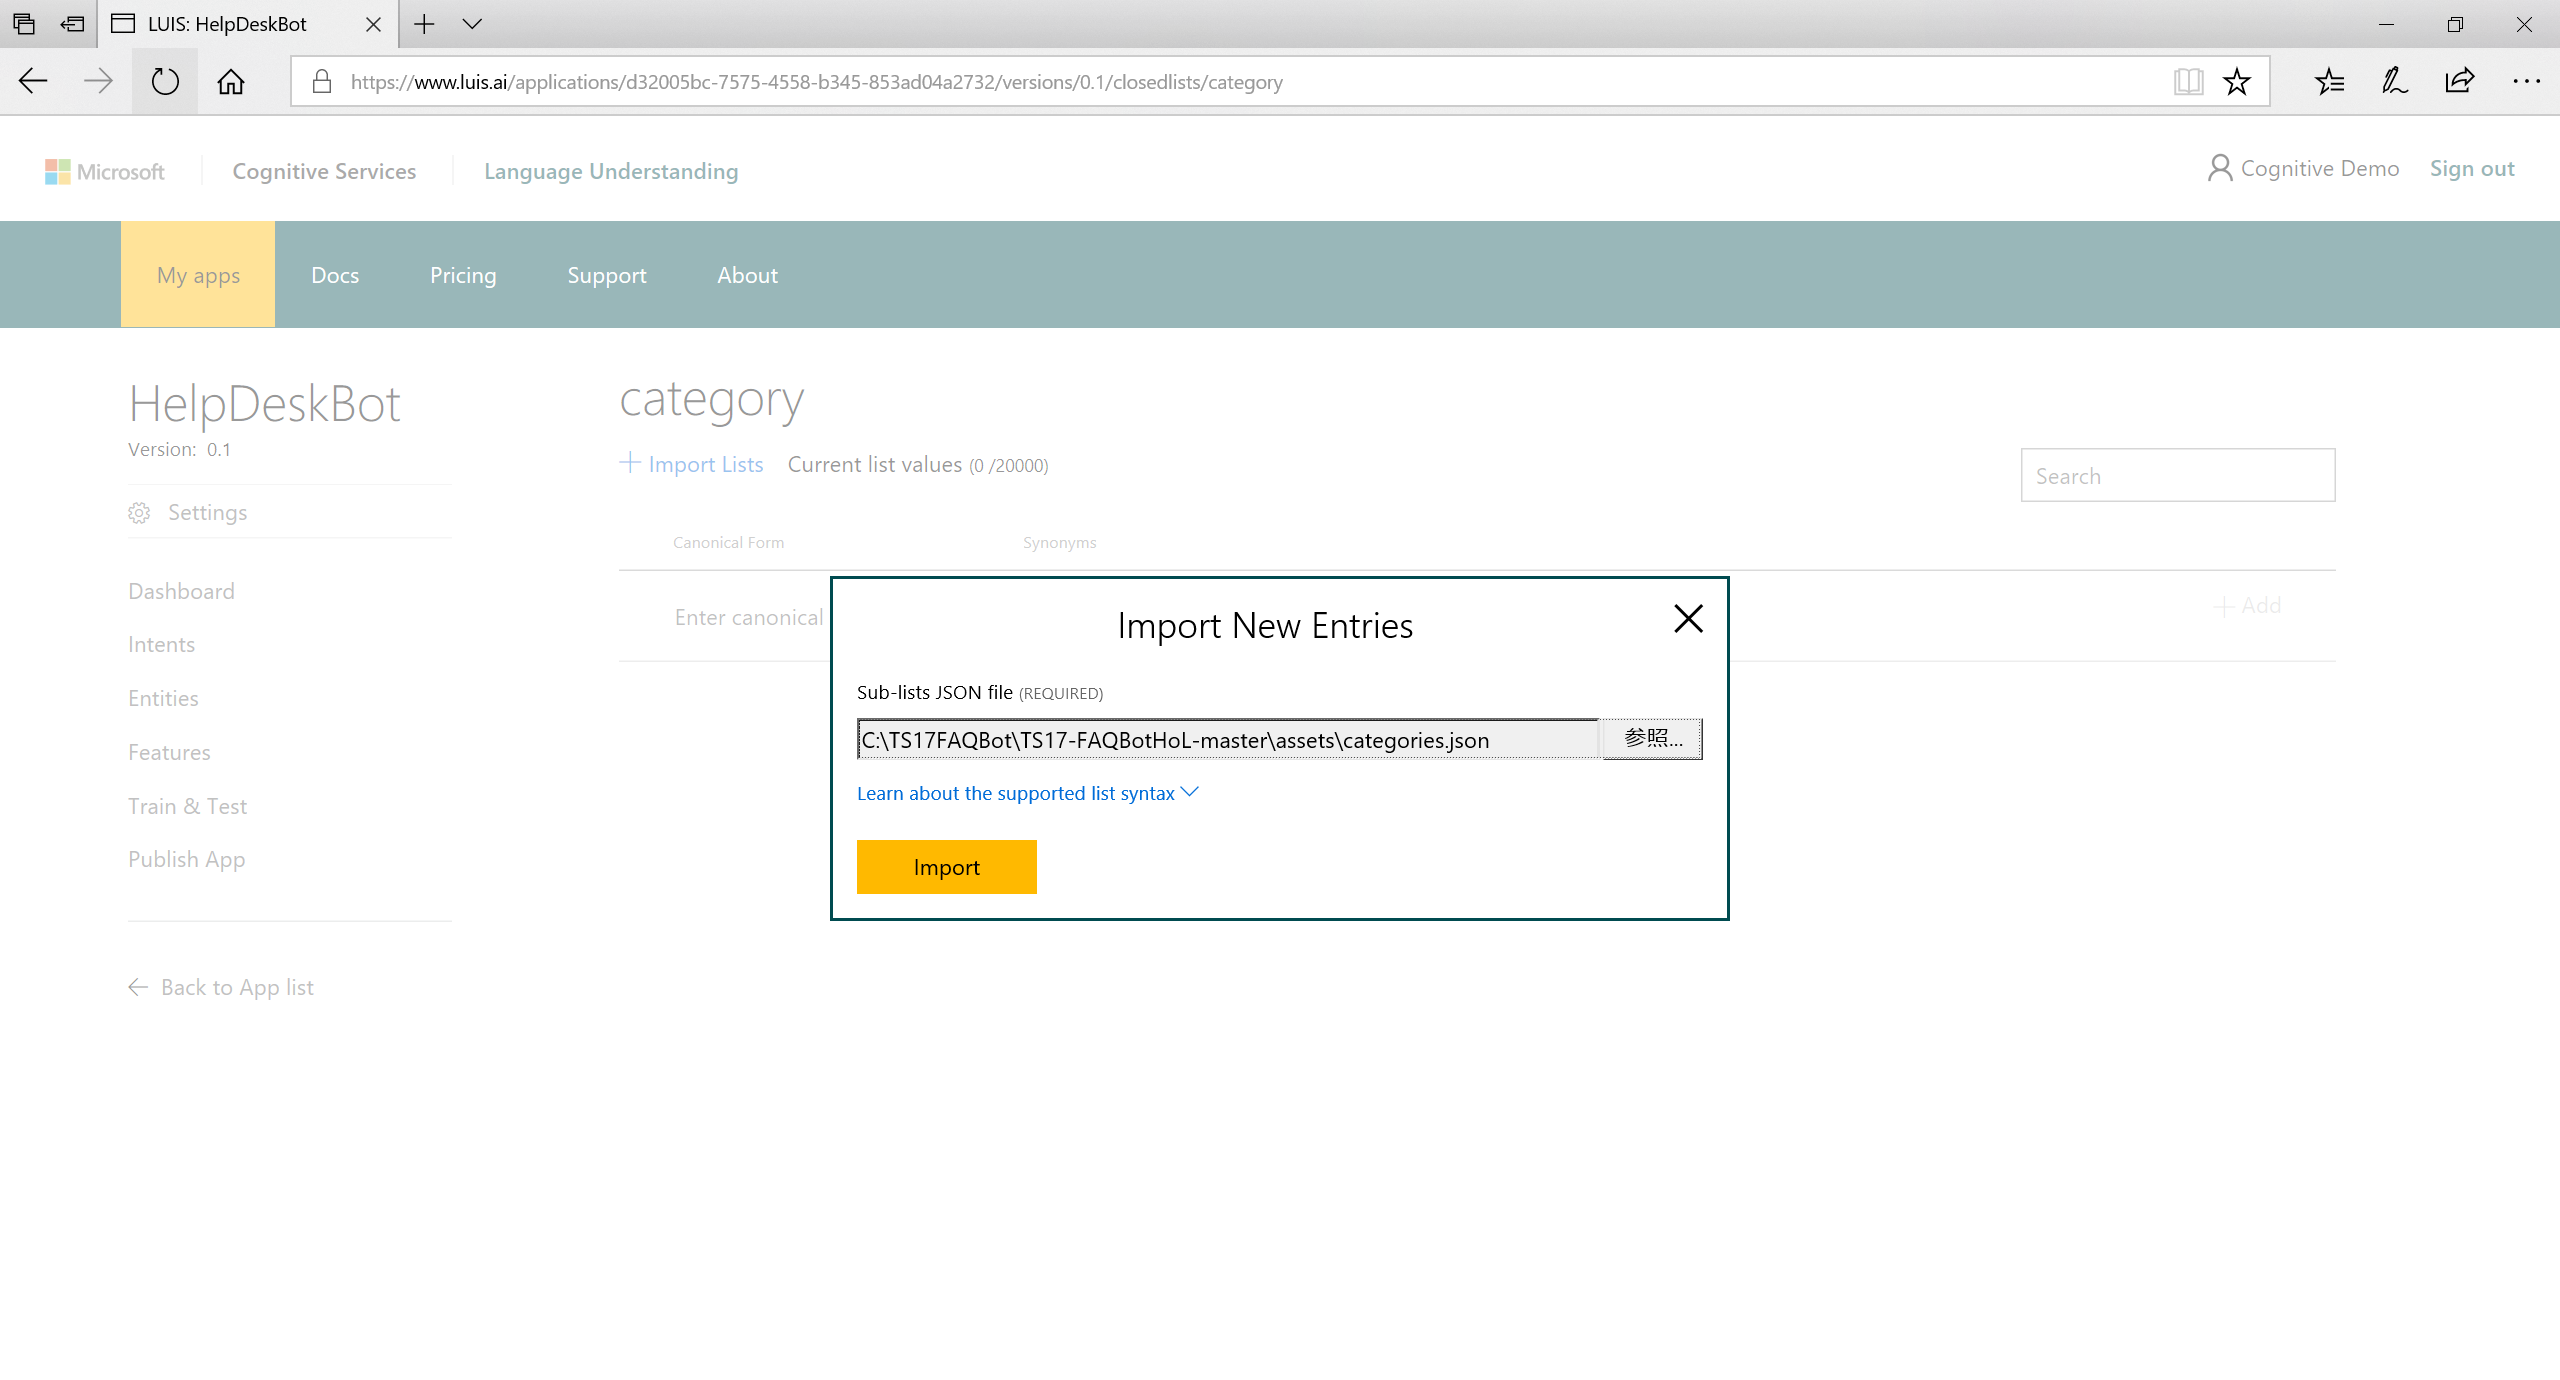 LUIS: HelpDeskBot
https://www.luis.ai/applications/d32005bc-7575-4558-b345-853ad04a2732/versions/0.1/closedlists/category
Microsoft
Cognitive Services
Language Understanding
Cognitive Demo
Sign out
My apps
Docs
Pricing
Support
About
HelpDeskBot
Version: 0.1
Settings
Dashboard
Intents
Entities
Features
Train & Test
Publish App
Back to App list
category
Import Lists
Current list values (0 /20000)
Search
Canonical Form
Synonyms
Enter canonical
Add
Import New Entries
Sub-lists JSON file (REQUIRED)
C:\TS17FAQBot\TS17-FAQBotHoL-master\assets\categories.json
参照...
Learn about the supported list syntax
Import